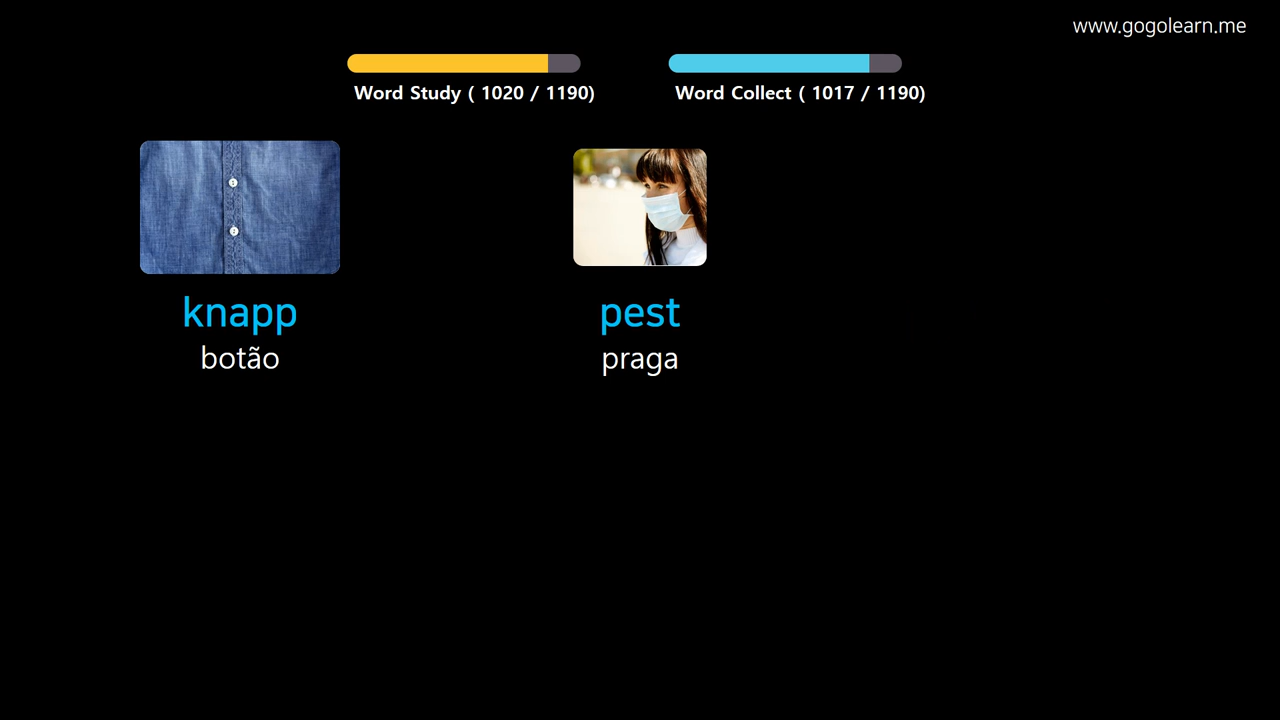 www.gogolearn.me
Word Study ( 1020 / 1190)
Word Collect ( 1017 / 1190)
knapp
botão
pest
praga